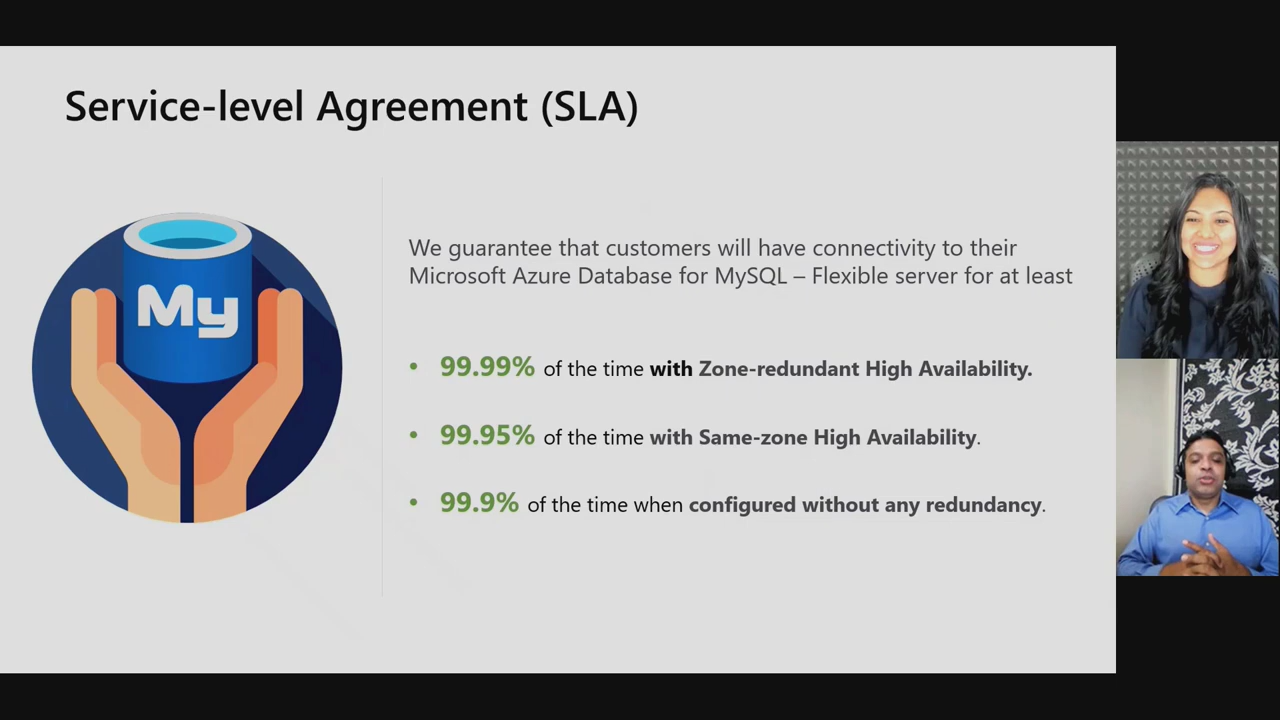 Service-level Agreement (SLA)
My
We guarantee that customers will have connectivity to their
Microsoft Azure Database for MySQL – Flexible server for at least
• 99.99% of the time with Zone-redundant High Availability.
• 99.95% of the time with Same-zone High Availability.
• 99.9% of the time when configured without any redundancy.